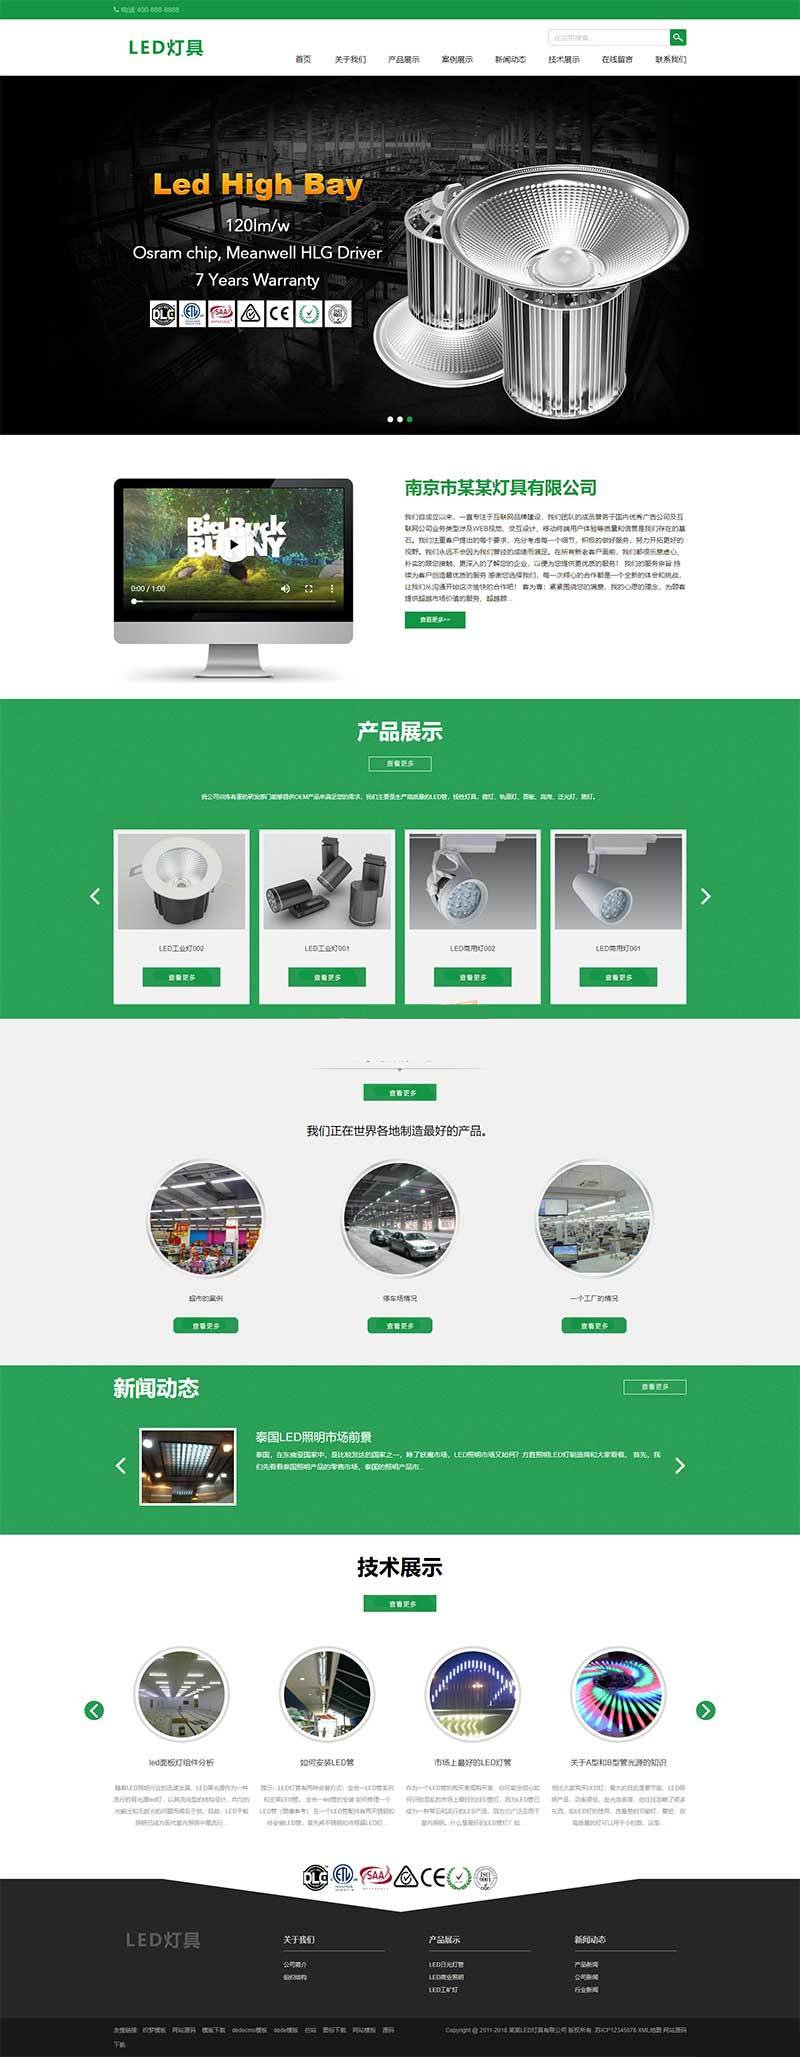 电话:400-888-8888
LED灯具
在这里搜索...
首页 关于我们 产品展示 案例展示 新闻动态 技术展示 在线留言 联系我们
Led High Bay
120lm/w
Osram chip, Meanwell HLG Driver
7 Years Warranty
DLC ETL SAA CE
南京市某某灯具有限公司
我们自成立以来，一直专注于互联网品牌建设，我们团队的成员曾务于国内优秀广告公司及互
联网公司业务类型涉及WEB视觉、交互设计、移动终端用户体验等质量和信誉是我们存在的基
石。我们注重客户提出的每个要求，充分考虑每一个细节，积极的做好服务，努力开拓更好的
视野。我们永远不会因为我们曾经的成绩而满足。在所有新老客户面前，我们都很乐意虚心、
朴实的跟您接触，更深入的了解您的企业，以便为您提供更优质的服务！ 我们的服务宗旨 持
续为客户创造最优质的服务 感谢您选择我们，每一次倾心的合作都是一个全新的体会和挑战，
让我们从沟通开始这次愉快的合作吧！ 客为尊：紧紧围绕您的满意，我的心愿的理念，为顾客
提供超越市场价值的服务，超越顾...
Big Buck
BUNNY
0:00 / 1:00
查看更多>>
产品展示
查看更多
我公司训练有素的研发部门能够提供OEM产品来满足您的需求，我们主要是生产高质量的LED管，线性灯具，筒灯，轨道灯，面板，高湾，泛光灯，路灯。
LED工业灯002 LED工业灯001 LED商用灯002 LED商用灯001
查看更多 查看更多 查看更多 查看更多
查看更多
我们正在世界各地制造最好的产品。
超市的案例 停车场情况 一个工厂的情况
查看更多 查看更多 查看更多
新闻动态
查看更多
泰国LED照明市场前景
泰国，在东南亚国家中，是比较发达的国家之一，除了妖魔市场，LED照明市场又如何？方胜照明LED灯制造商和大家看看。 首先，我
们先看看泰国照明产品的零售市场，泰国的照明产品市...
技术展示
查看更多
led面板灯组件分析 如何安装LED管 市场上最好的LED灯管 关于A型和B型管光源的知识
DLC ETL SAA CE ISO 9001
LED灯具
关于我们 产品展示 新闻动态
公司简介 LED日光灯管 产品新闻
组织结构 LED商业照明 公司新闻
LED工矿灯 行业新闻
友情链接: 织梦模板 网站源码 模板下载 dedecms模板 dede模板 仿站 图标下载 网站模板 源码
下载
Copyright @ 2011-2018 某某LED灯具有限公司 版权所有. 苏ICP12345678 XML地图 网站源码